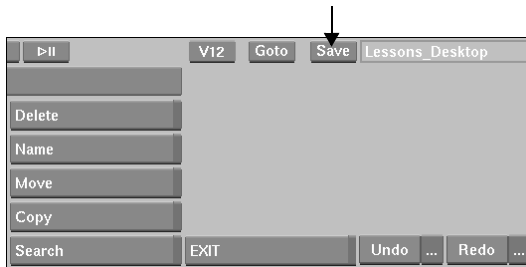 V12 Goto Save Lessons_Desktop
Delete
Name
Move
Copy
Search EXIT Undo ... Redo ...